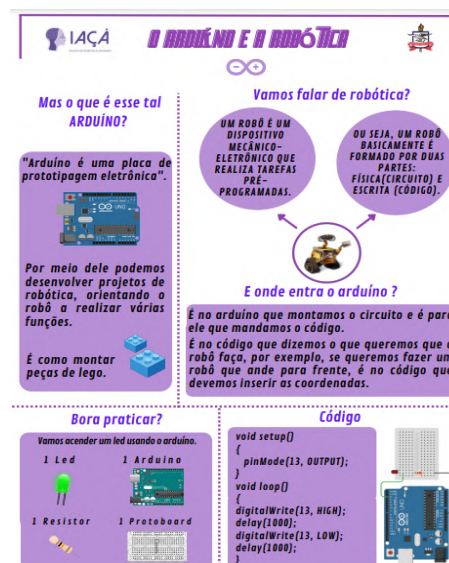 IAÇÁ
O ARDUÍNO E A ROBÓTICA
Mas o que é esse tal
ARDUÍNO?
"Arduíno é uma placa de
prototipagem eletrônica".
Por meio dele podemos
desenvolver projetos de
robótica, orientando o
robô a realizar várias
funções.
É como montar
peças de lego.
Vamos falar de robótica?
UM ROBÔ É UM
DISPOSITIVO
MECÂNICO-
ELETRÔNICO QUE
REALIZA TAREFAS
PRÉ-
PROGRAMADAS.
OU SEJA, UM ROBÔ
BASICAMENTE É
FORMADO POR DUAS
PARTES:
FÍSICA(CIRCUITO) E
ESCRITA (CÓDIGO).
E onde entra o arduíno ?
É no arduíno que montamos o circuito e é para
ele que mandamos o código.
É no código que dizemos o que queremos que o
robô faça, por exemplo, se queremos fazer um
robô que ande para frente, é no código que
devemos inserir as coordenadas.
Bora praticar?
Vamos acender um led usando o arduíno.
1 Led
1 Arduino
1 Resistor
1 Protoboard
Código
void setup()
{
pinMode(13, OUTPUT);
}
void loop()
{
digitalWrite(13, HIGH);
delay(1000);
digitalWrite(13, LOW);
delay(1000);
}